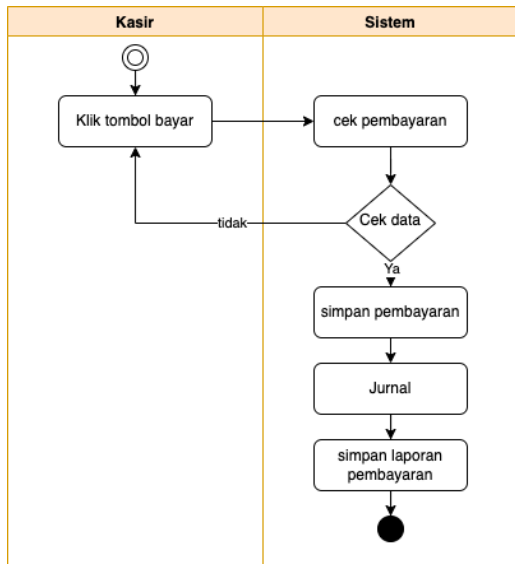 Kasir
Sistem
Klik tombol bayar
cek pembayaran
Cek data
tidak
Ya
simpan pembayaran
Jurnal
simpan laporan
pembayaran